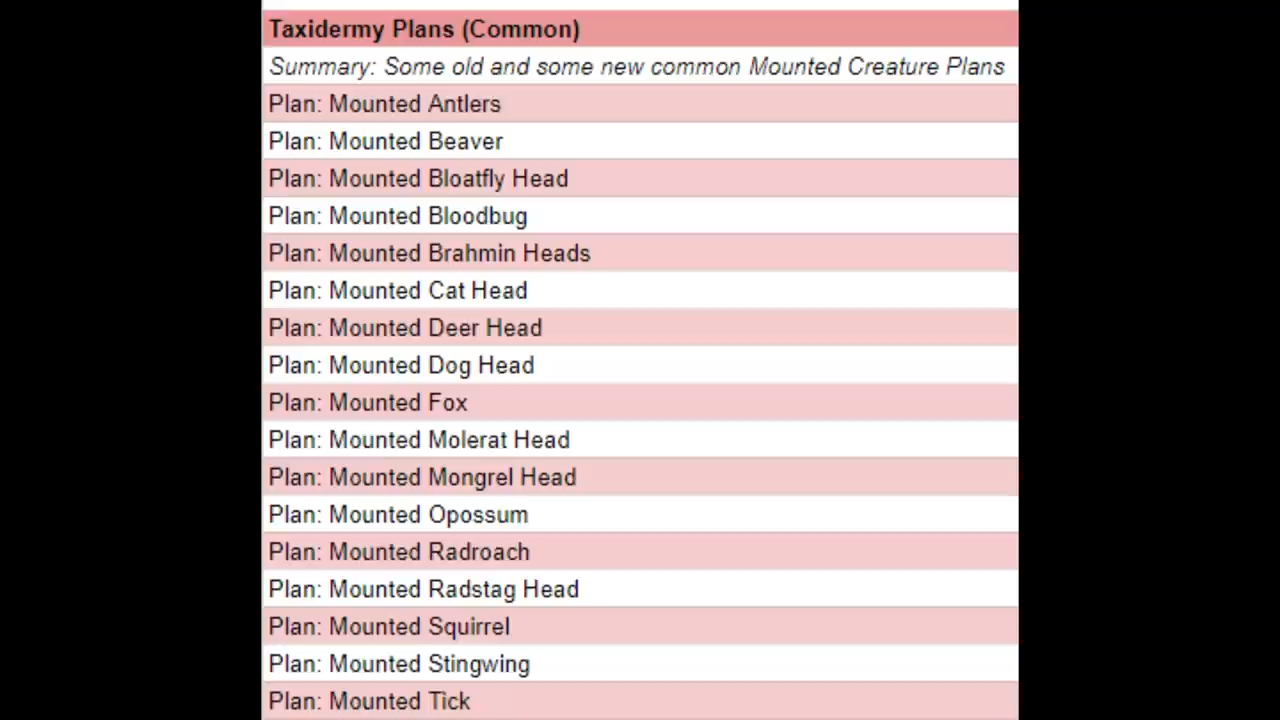 Taxidermy Plans (Common)
Summary: Some old and some new common Mounted Creature Plans
Plan: Mounted Antlers
Plan: Mounted Beaver
Plan: Mounted Bloatfly Head
Plan: Mounted Bloodbug
Plan: Mounted Brahmin Heads
Plan: Mounted Cat Head
Plan: Mounted Deer Head
Plan: Mounted Dog Head
Plan: Mounted Fox
Plan: Mounted Molerat Head
Plan: Mounted Mongrel Head
Plan: Mounted Opossum
Plan: Mounted Radroach
Plan: Mounted Radstag Head
Plan: Mounted Squirrel
Plan: Mounted Stingwing
Plan: Mounted Tick